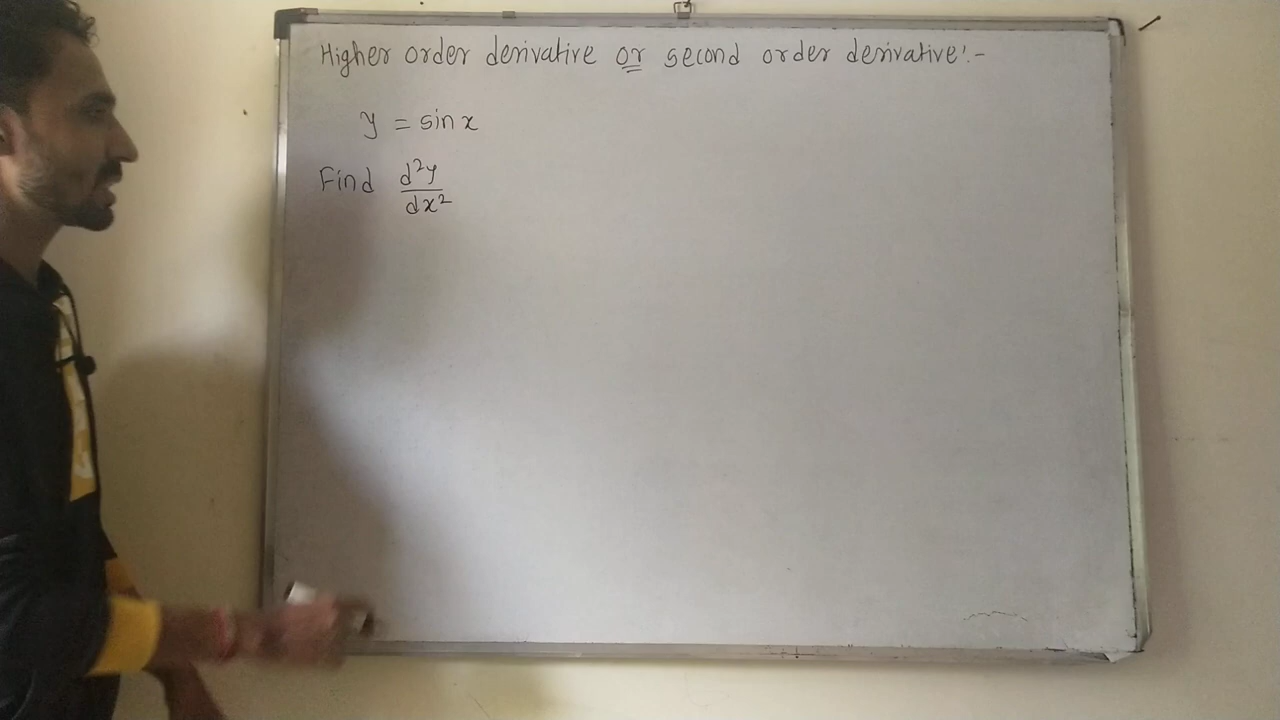 Higher order derivative or second order derivative:-
y = sin x
Find d²y/dx²